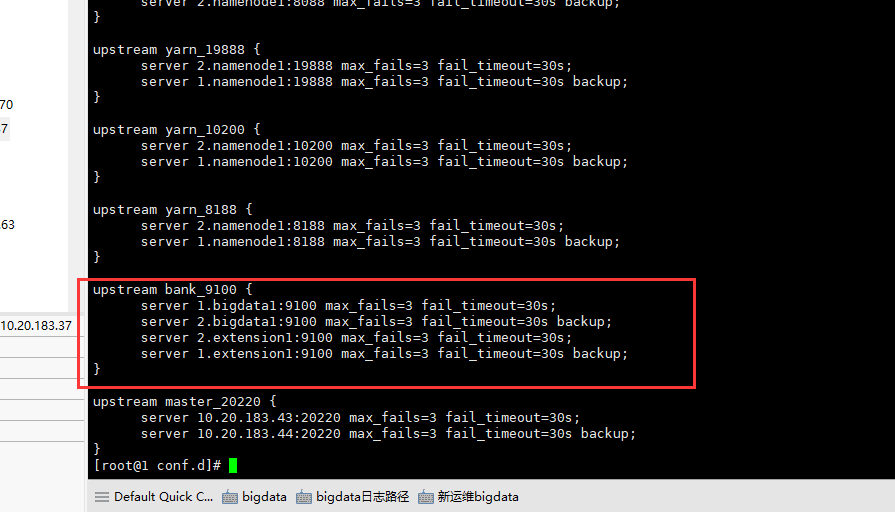 server 2.namenode1:8088 max_fails=3 fail_timeout=30s backup;
}
upstream yarn_19888 {
server 2.namenode1:19888 max_fails=3 fail_timeout=30s;
server 1.namenode1:19888 max_fails=3 fail_timeout=30s backup;
}
upstream yarn_10200 {
server 2.namenode1:10200 max_fails=3 fail_timeout=30s;
server 1.namenode1:10200 max_fails=3 fail_timeout=30s backup;
}
upstream yarn_8188 {
server 2.namenode1:8188 max_fails=3 fail_timeout=30s;
server 1.namenode1:8188 max_fails=3 fail_timeout=30s backup;
}
upstream bank_9100 {
server 1.bigdata1:9100 max_fails=3 fail_timeout=30s;
server 2.bigdata1:9100 max_fails=3 fail_timeout=30s backup;
server 2.extension1:9100 max_fails=3 fail_timeout=30s;
server 1.extension1:9100 max_fails=3 fail_timeout=30s backup;
}
upstream master_20220 {
server 10.20.183.43:20220 max_fails=3 fail_timeout=30s;
server 10.20.183.44:20220 max_fails=3 fail_timeout=30s backup;
}
[root@1 conf.d]#
70
7
.63
10.20.183.37
Default Quick C... bigdata bigdata日志路径 新运维bigdata